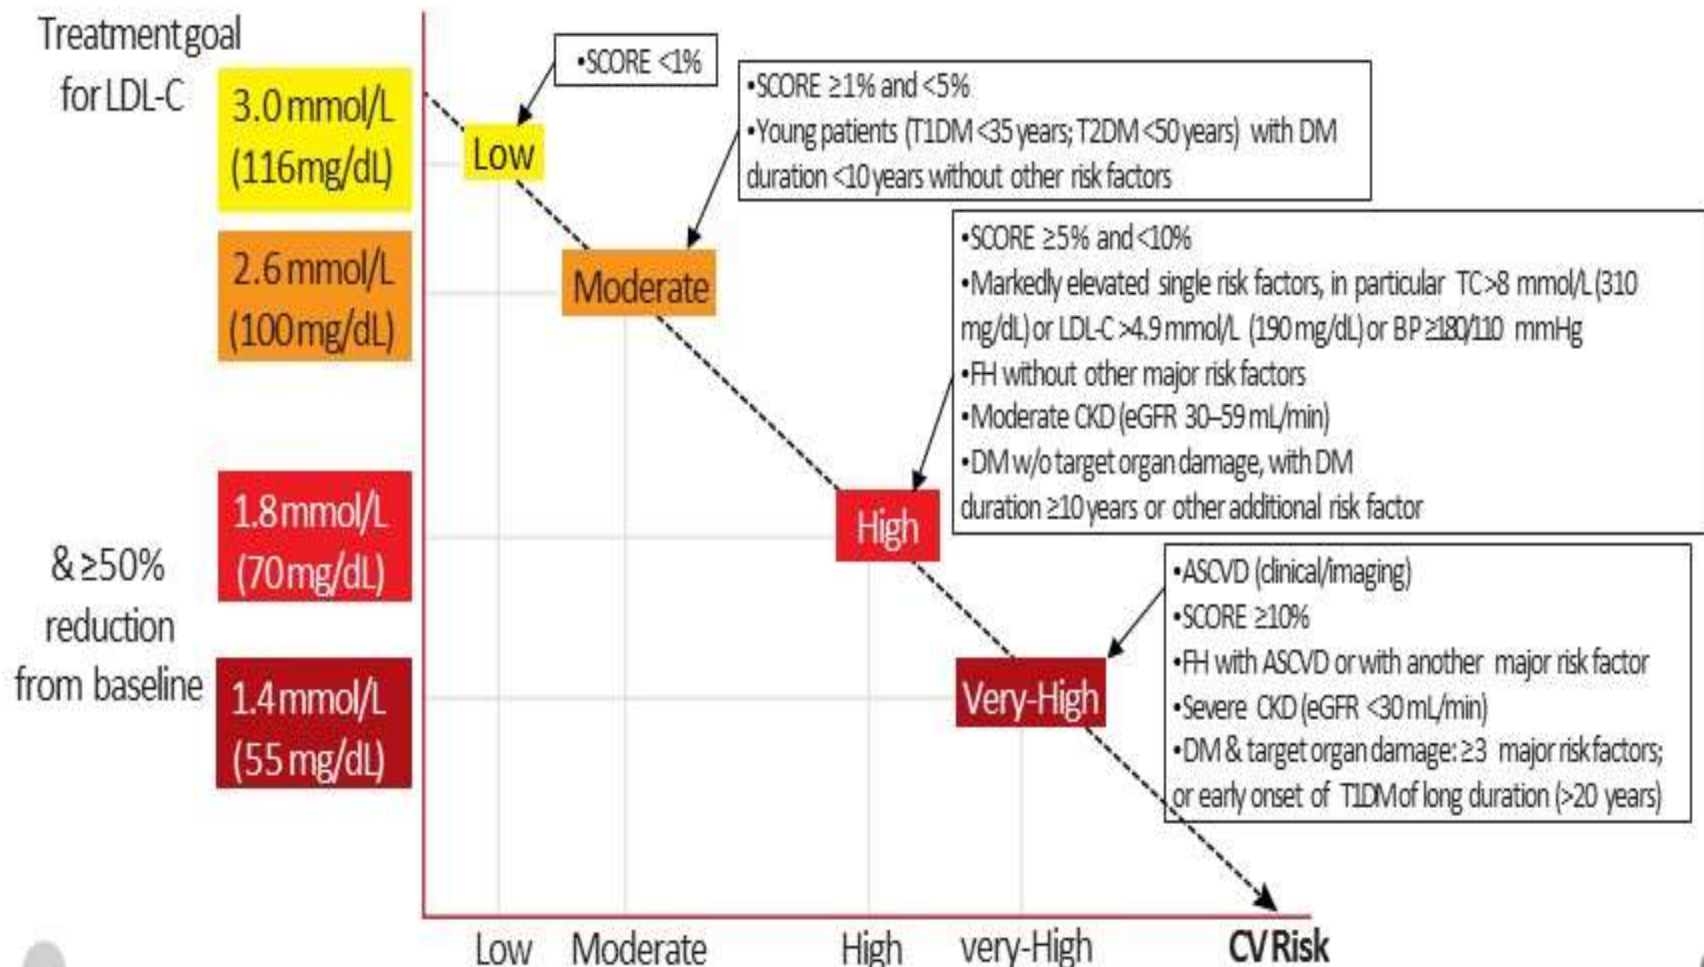 Treatment goal
for LDL-C
3.0 mmol/L
(116mg/dL)
2.6 mmol/L
(100mg/dL)
1.8 mmol/L
(70mg/dL)
& ≥50%
reduction
from baseline
1.4 mmol/L
(55 mg/dL)
•SCORE <1%
Low
•SCORE ≥1% and <5%
•Young patients (T1DM <35 years; T2DM <50 years) with DM
duration <10 years without other risk factors
Moderate
•SCORE ≥5% and <10%
•Markedly elevated single risk factors, in particular TC >8 mmol/L (310
mg/dL) or LDL-C >4.9 mmol/L (190 mg/dL) or BP ≥180/110 mmHg
•FH without other major risk factors
•Moderate CKD (eGFR 30–59 mL/min)
•DM w/o target organ damage, with DM
duration ≥10 years or other additional risk factor
High
•ASCVD (clinical/imaging)
•SCORE ≥10%
•FH with ASCVD or with another major risk factor
•Severe CKD (eGFR <30 mL/min)
•DM & target organ damage: ≥3 major risk factors;
or early onset of T1DM of long duration (>20 years)
Very-High
Low Moderate High very-High CV Risk